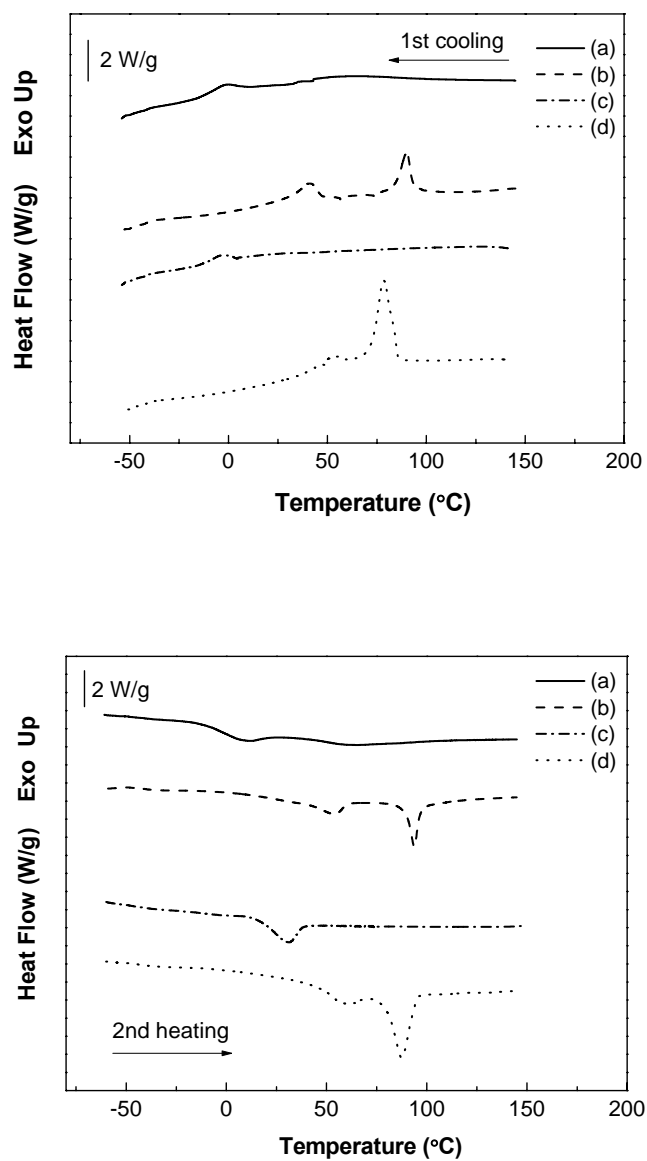 2 W/g
1st cooling
(a)
(b)
(c)
(d)
Heat Flow (W/g) Exo Up
-50 0 50 100 150 200
Temperature (°C)
2 W/g
(a)
(b)
(c)
(d)
Heat Flow (W/g) Exo Up
2nd heating
-50 0 50 100 150 200
Temperature (°C)